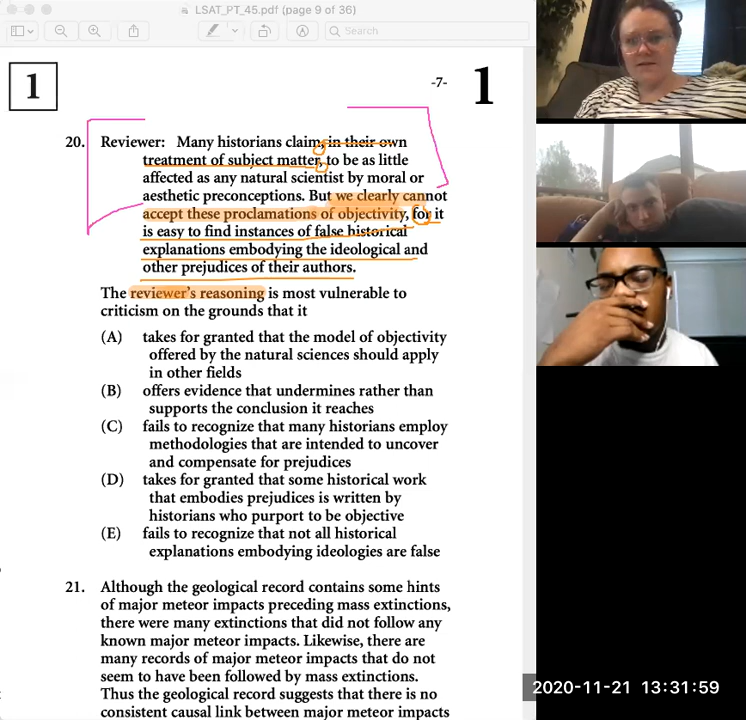 LSAT_PT_45.pdf (page 9 of 36)
Search
1
-7-
1
20. Reviewer: Many historians claim, in their own
treatment of subject matter, to be as little
affected as any natural scientist by moral or
aesthetic preconceptions. But we clearly cannot
accept these proclamations of objectivity, for it
is easy to find instances of false historical
explanations embodying the ideological and
other prejudices of their authors.
The reviewer's reasoning is most vulnerable to
criticism on the grounds that it
(A) takes for granted that the model of objectivity
offered by the natural sciences should apply
in other fields
(B) offers evidence that undermines rather than
supports the conclusion it reaches
(C) fails to recognize that many historians employ
methodologies that are intended to uncover
and compensate for prejudices
(D) takes for granted that some historical work
that embodies prejudices is written by
historians who purport to be objective
(E) fails to recognize that not all historical
explanations embodying ideologies are false
21. Although the geological record contains some hints
of major meteor impacts preceding mass extinctions,
there were many extinctions that did not follow any
known major meteor impacts. Likewise, there are
many records of major meteor impacts that do not
seem to have been followed by mass extinctions.
Thus the geological record suggests that there is no
consistent causal link between major meteor impacts
2020-11-21 13:31:59